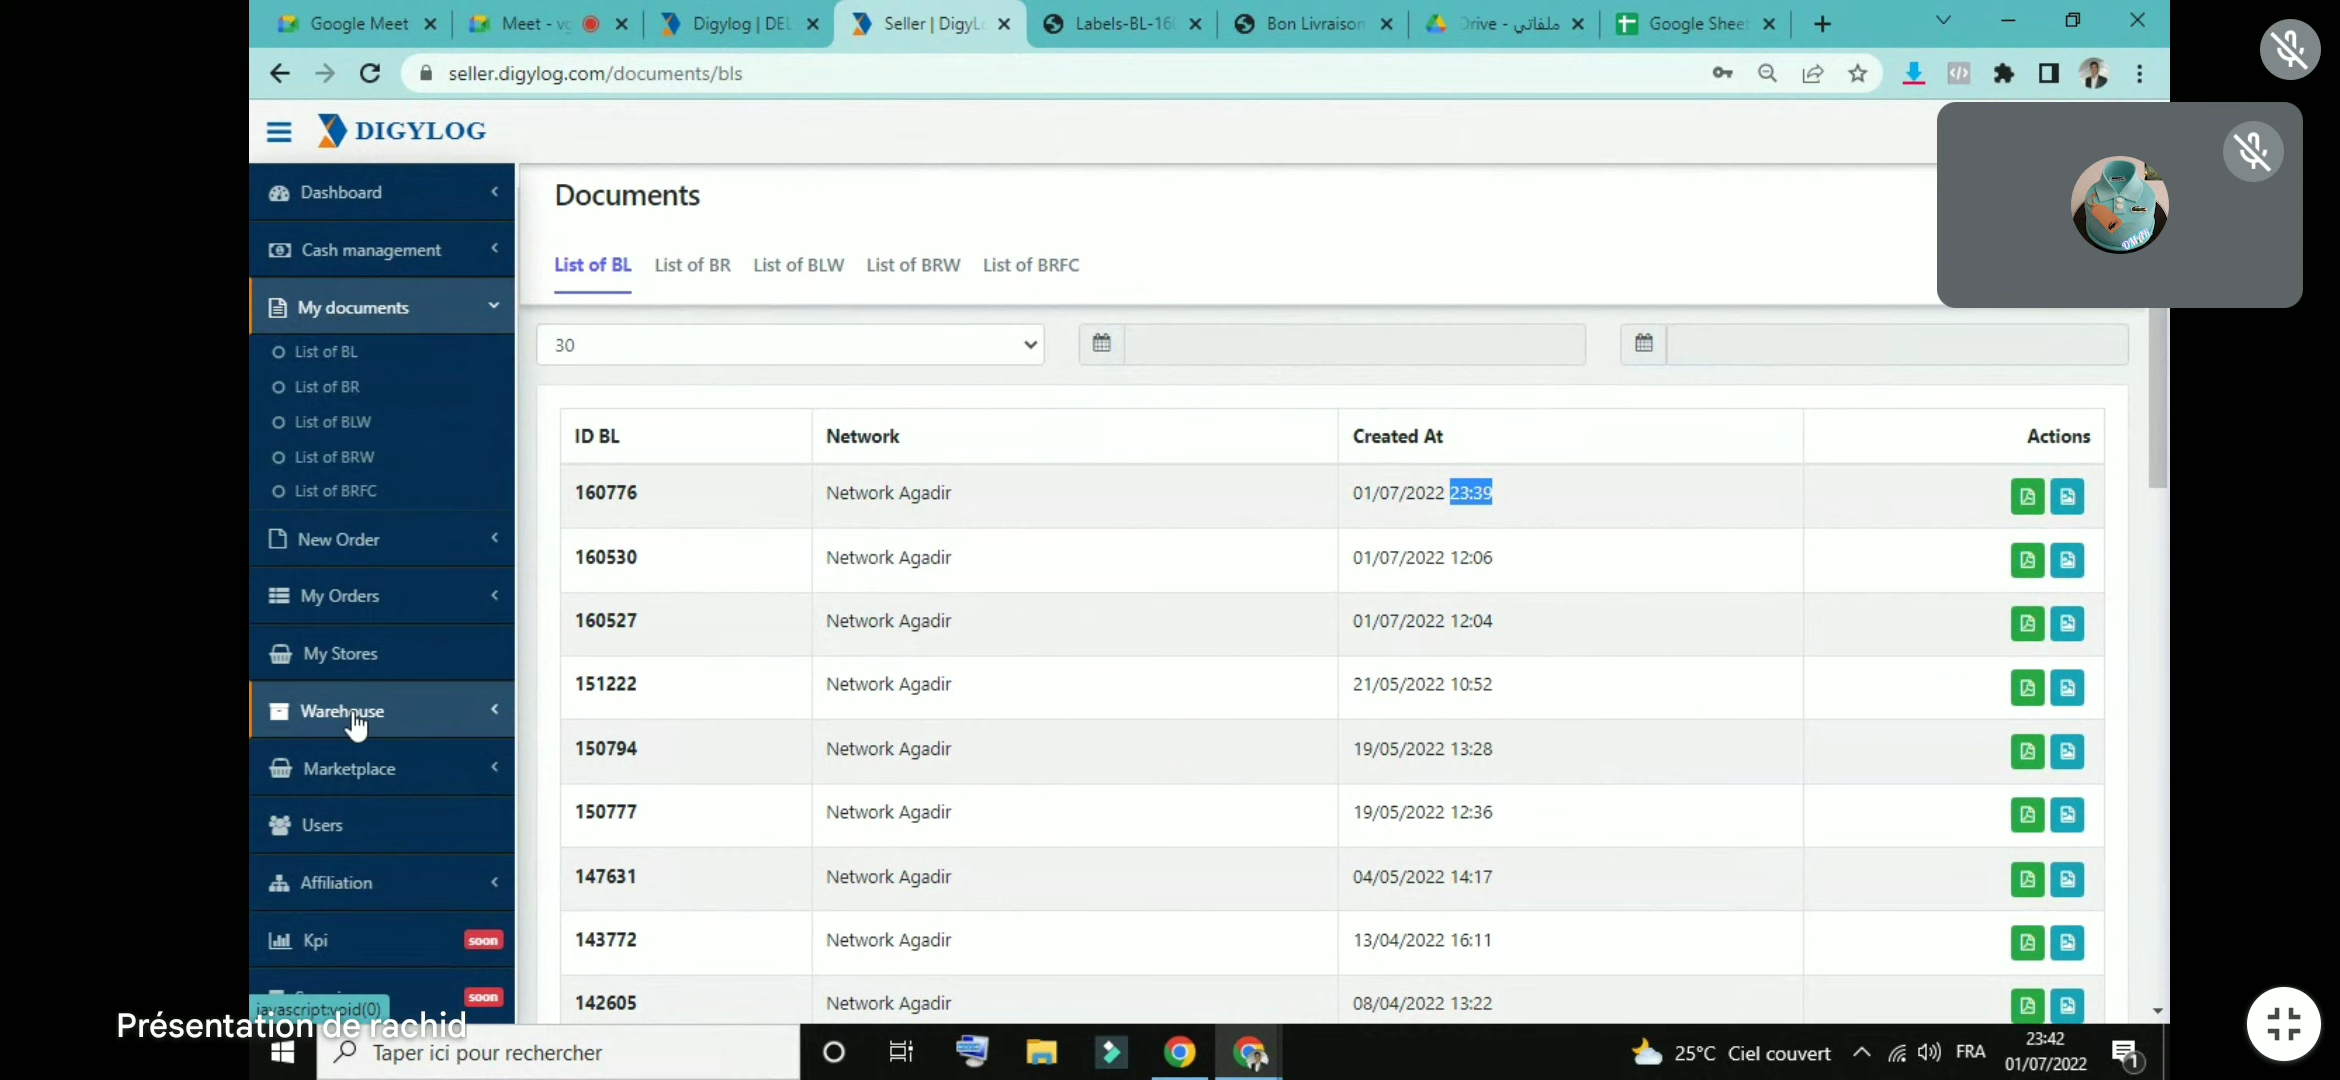 Google Meet
Meet - vg
Digylog | DEL
Seller | DigyL
Labels-BL-16
Bon Livraison
ملفاتي - Drive
Google Sheet
seller.digylog.com/documents/bls
DIGYLOG
Dashboard
Cash management
My documents
List of BL
List of BR
List of BLW
List of BRW
List of BRFC
New Order
My Orders
My Stores
Warehouse
Marketplace
Users
Affiliation
Kpi
soon
soon
javascript:void(0)
Documents
List of BL List of BR List of BLW List of BRW List of BRFC
30
ID BL Network Created At Actions
160776 Network Agadir 01/07/2022 23:39
160530 Network Agadir 01/07/2022 12:06
160527 Network Agadir 01/07/2022 12:04
151222 Network Agadir 21/05/2022 10:52
150794 Network Agadir 19/05/2022 13:28
150777 Network Agadir 19/05/2022 12:36
147631 Network Agadir 04/05/2022 14:17
143772 Network Agadir 13/04/2022 16:11
142605 Network Agadir 08/04/2022 13:22
Présentation de rachid
Taper ici pour rechercher
25°C Ciel couvert
FRA
23:42
01/07/2022
1